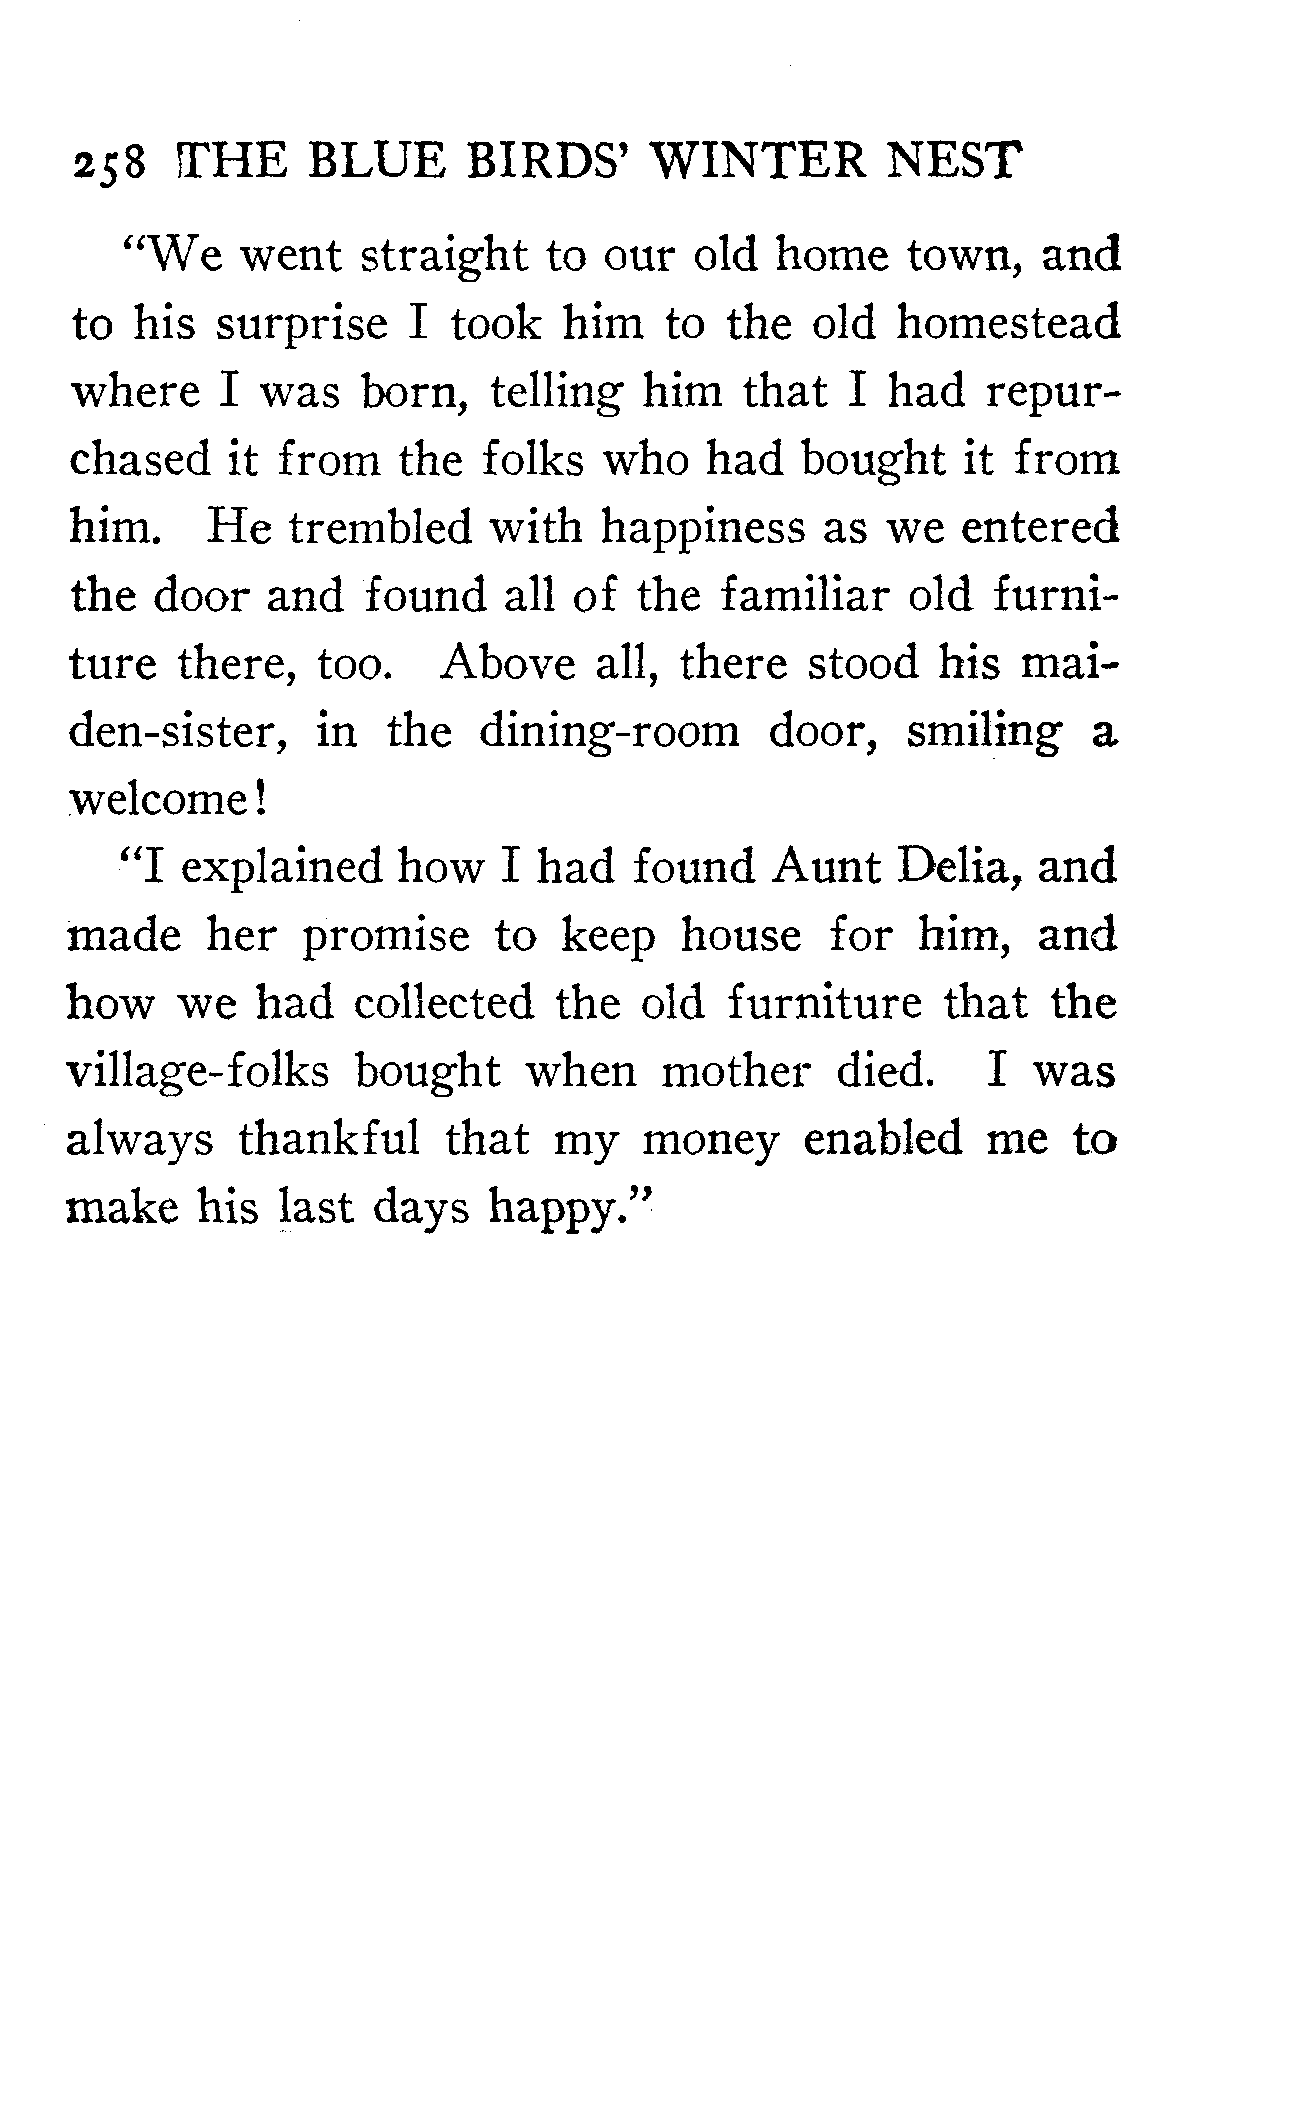 258 THE BLUE BIRDS' WINTER NEST
"We went straight to our old home town, and
to his surprise I took him to the old homestead
where I was born, telling him that I had repur-
chased it from the folks who had bought it from
him. He trembled with happiness as we entered
the door and found all of the familiar old furni-
ture there, too. Above all, there stood his mai-
den-sister, in the dining-room door, smiling a
welcome!
"I explained how I had found Aunt Delia, and
made her promise to keep house for him, and
how we had collected the old furniture that the
village-folks bought when mother died. I was
always thankful that my money enabled me to
make his last days happy."